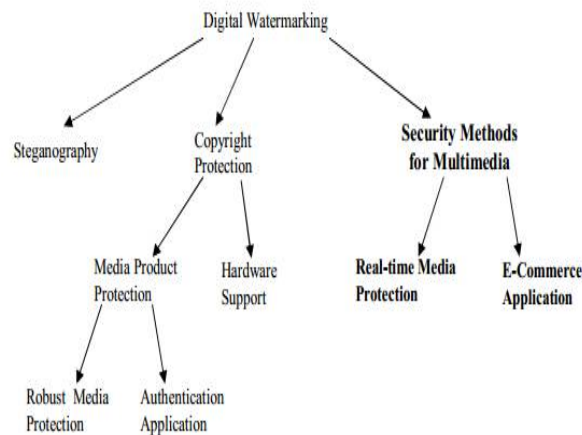 Digital Watermarking
Steganography
Copyright
Protection
Security Methods
for Multimedia
Media Product
Protection
Hardware
Support
Real-time Media
Protection
E-Commerce
Application
Robust Media
Protection
Authentication
Application